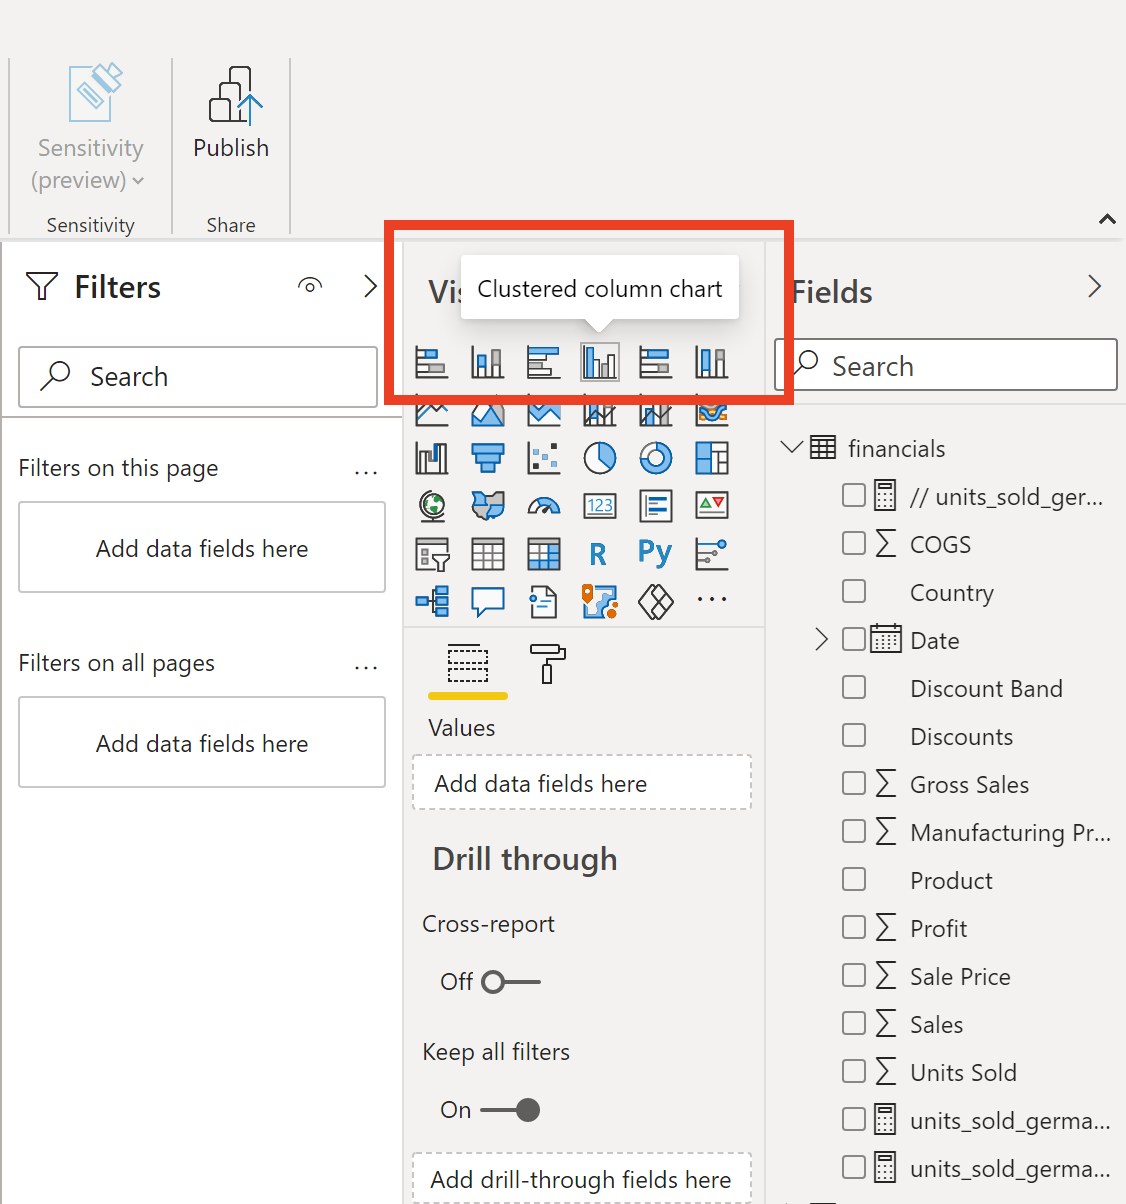 Sensitivity
(preview)
Sensitivity
Publish
Share
Filters
Search
Filters on this page
...
Add data fields here
Filters on all pages
...
Add data fields here
Vis
Clustered column chart
123
R
Py
...
Values
Add data fields here
Drill through
Cross-report
Off
Keep all filters
On
Add drill-through fields here
Fields
Search
financials
// units_sold_ger...
COGS
Country
Date
Discount Band
Discounts
Gross Sales
Manufacturing Pr...
Product
Profit
Sale Price
Sales
Units Sold
units_sold_germa...
units_sold_germa...